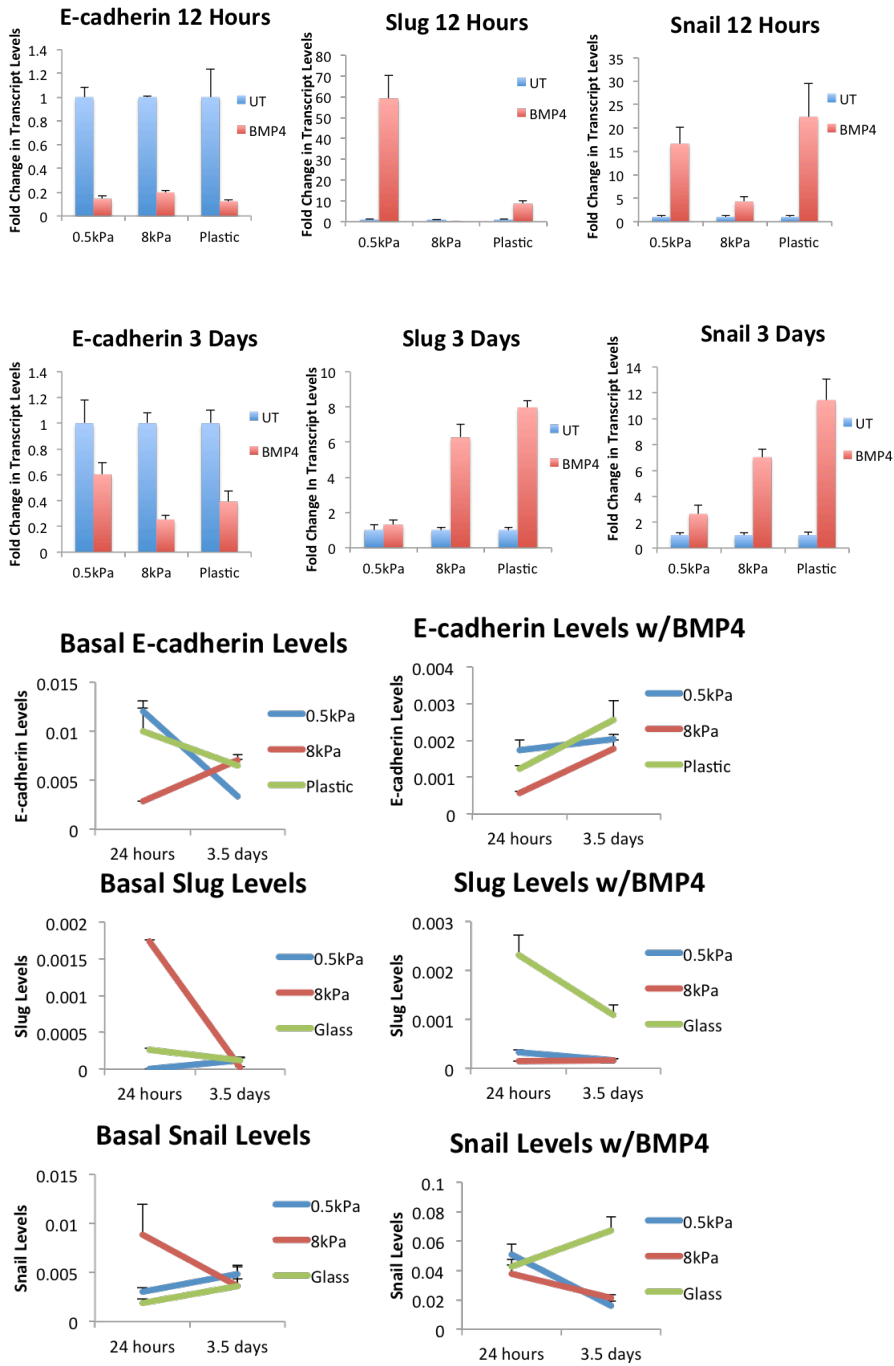 E-cadherin 12 Hours
Fold Change in Transcript Levels
1.4
1.2
1
0.8
0.6
0.4
0.2
0
0.5kPa 8kPa Plastic
UT
BMP4
Slug 12 Hours
Fold Change in Transcript Levels
80
70
60
50
40
30
20
10
0
0.5kPa 8kPa Plastic
UT
BMP4
Snail 12 Hours
Fold Change in Transcript Levels
35
30
25
20
15
10
5
0
0.5kPa 8kPa Plastic
UT
BMP4
E-cadherin 3 Days
Fold Change in Transcript Levels
1.4
1.2
1
0.8
0.6
0.4
0.2
0
0.5kPa 8kPa Plastic
UT
BMP4
Slug 3 Days
Fold Change In Transcript Levels
10
8
6
4
2
0
0.5kPa 8kPa Plastic
UT
BMP4
Snail 3 Days
Fold Change in Transcript Levels
14
12
10
8
6
4
2
0
0.5kPa 8kPa Plastic
UT
BMP4
Basal E-cadherin Levels
E-cadherin Levels
0.015
0.01
0.005
0
24 hours 3.5 days
0.5kPa
8kPa
Plastic
E-cadherin Levels w/BMP4
E-cadherin Levels
0.004
0.003
0.002
0.001
0
24 hours 3.5 days
0.5kPa
8kPa
Plastic
Basal Slug Levels
Slug Levels
0.002
0.0015
0.001
0.0005
0
24 hours 3.5 days
0.5kPa
8kPa
Glass
Slug Levels w/BMP4
Slug Levels
0.003
0.002
0.001
0
24 hours 3.5 days
0.5kPa
8kPa
Glass
Basal Snail Levels
Snail Levels
0.015
0.01
0.005
0
24 hours 3.5 days
0.5kPa
8kPa
Glass
Snail Levels w/BMP4
Snail Levels
0.1
0.08
0.06
0.04
0.02
0
24 hours 3.5 days
0.5kPa
8kPa
Glass